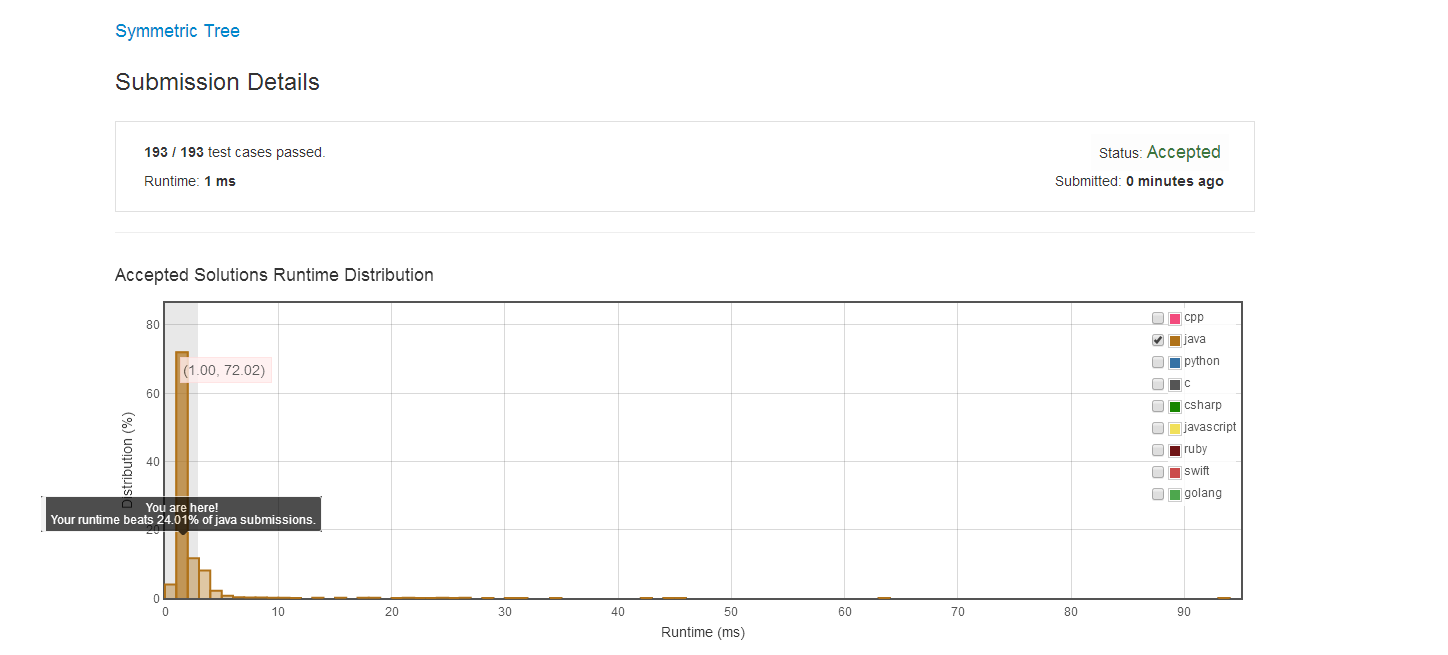 Symmetric Tree
Submission Details
193 / 193 test cases passed.
Status: Accepted
Runtime: 1 ms
Submitted: 0 minutes ago
Accepted Solutions Runtime Distribution
cpp
java
python
c
csharp
javascript
ruby
swift
golang
80
60
40
20
0
Distribution (%)
(1.00, 72.02)
You are here!
Your runtime beats 24.01% of java submissions.
0 10 20 30 40 50 60 70 80 90
Runtime (ms)